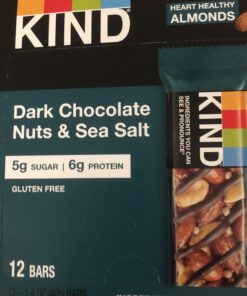 KIND
HEART HEALTHY
ALMONDS
Dark Chocolate
Nuts & Sea Salt
5g SUGAR | 6g PROTEIN
GLUTEN FREE
12 BARS
KIND
INGREDIENTS YOU CAN
SEE & PRONOUNCE